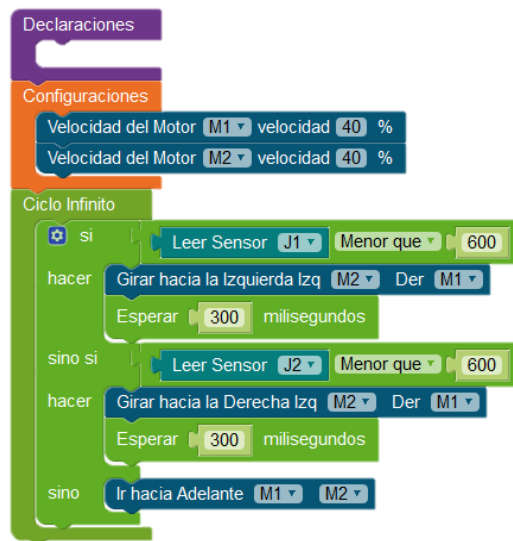 Declaraciones
Configuraciones
Velocidad del Motor M1 velocidad 40 %
Velocidad del Motor M2 velocidad 40 %
Ciclo Infinito
si Leer Sensor J1 Menor que 600
hacer Girar hacia la Izquierda Izq M2 Der M1
Esperar 300 milisegundos
sino si Leer Sensor J2 Menor que 600
hacer Girar hacia la Derecha Izq M2 Der M1
Esperar 300 milisegundos
sino Ir hacia Adelante M1 M2